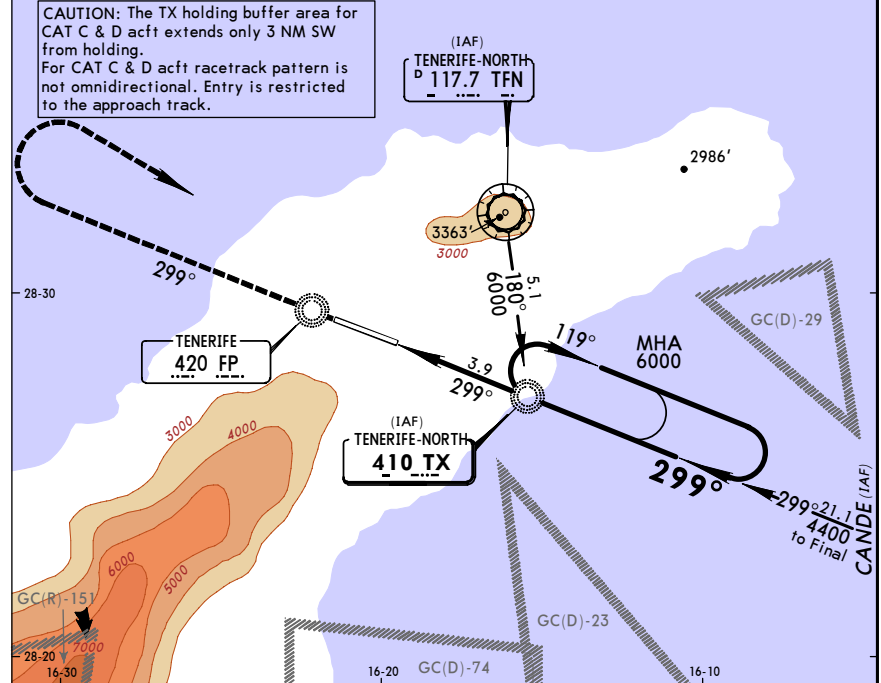 CAUTION: The TX holding buffer area for
CAT C & D acft extends only 3 NM SW
from holding.
For CAT C & D acft racetrack pattern is
not omnidirectional. Entry is restricted
to the approach track.
(IAF)
TENERIFE-NORTH
D 117.7 TFN
2986'
3363'
3000
299°
28-30
5.1
180°
6000
GC(D)-29
TENERIFE
420 FP
119°
MHA
6000
3.9
299°
(IAF)
TENERIFE-NORTH
410 TX
299°
299° 21.1
4400
to Final
CANDE (IAF)
3000
4000
6000
5000
7000
GC(R)-151
GC(D)-23
GC(D)-74
28-20
16-30
16-20
16-10